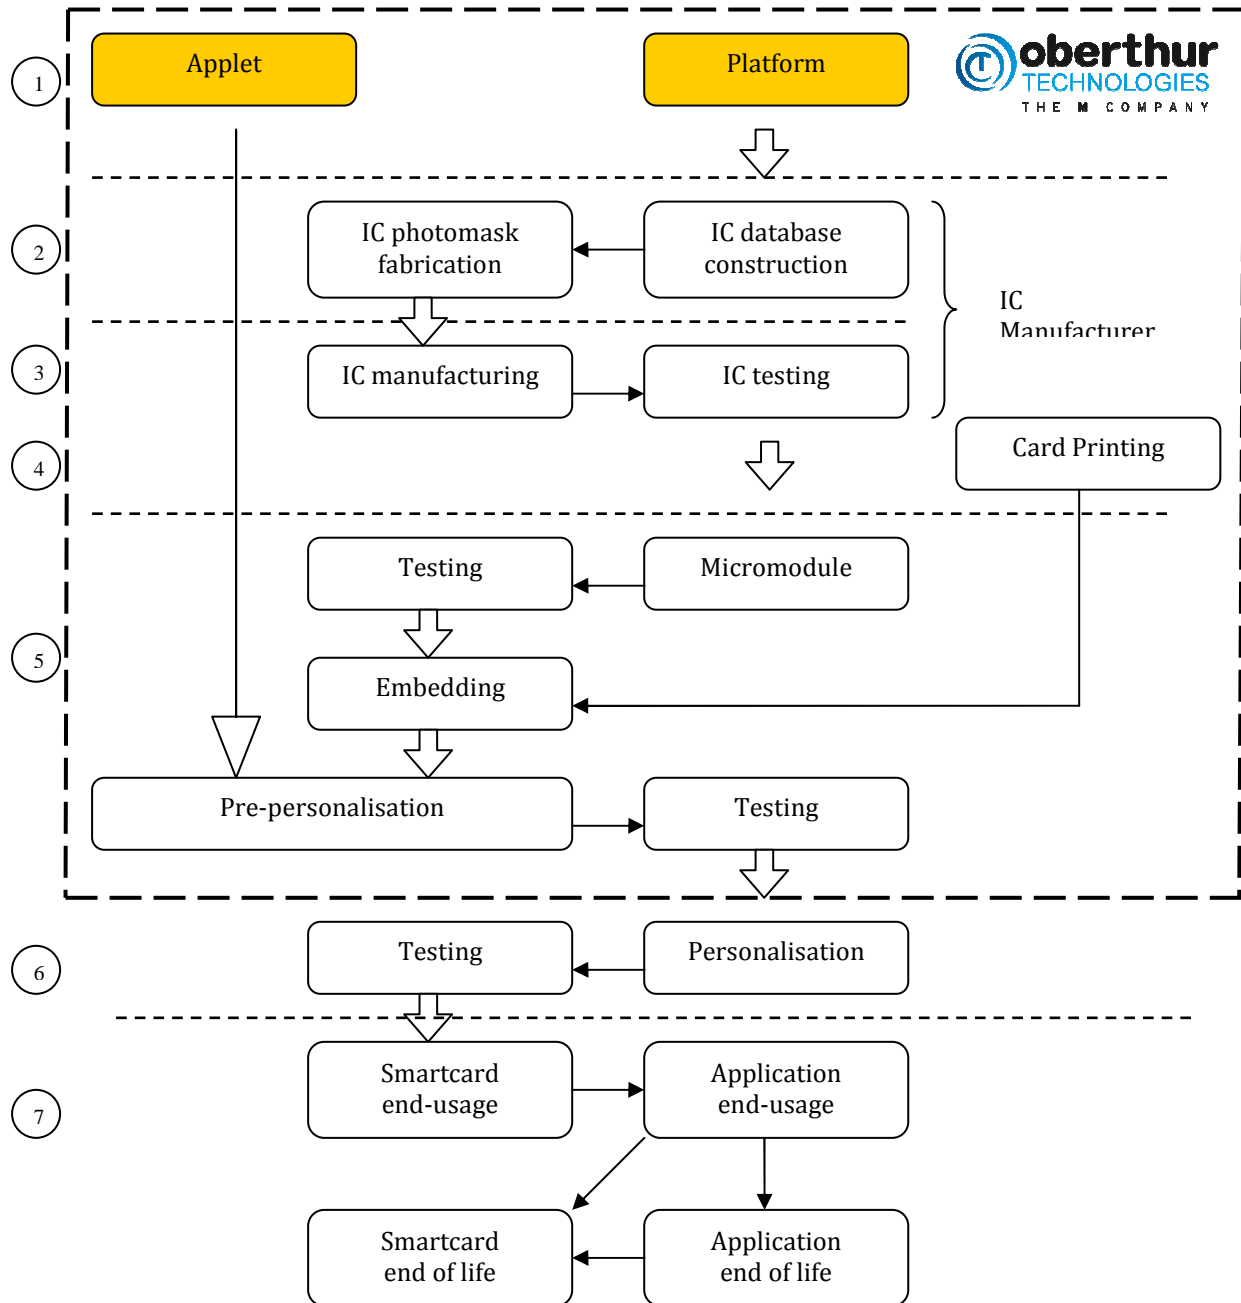 1
Applet
Platform
oberthur
TECHNOLOGIES
THE M COMPANY
2
IC photomask
fabrication
IC database
construction
IC
Manufacturer
3
IC manufacturing
IC testing
4
Card Printing
Testing
Micromodule
5
Embedding
Pre-personalisation
Testing
6
Testing
Personalisation
7
Smartcard
end-usage
Application
end-usage
Smartcard
end of life
Application
end of life